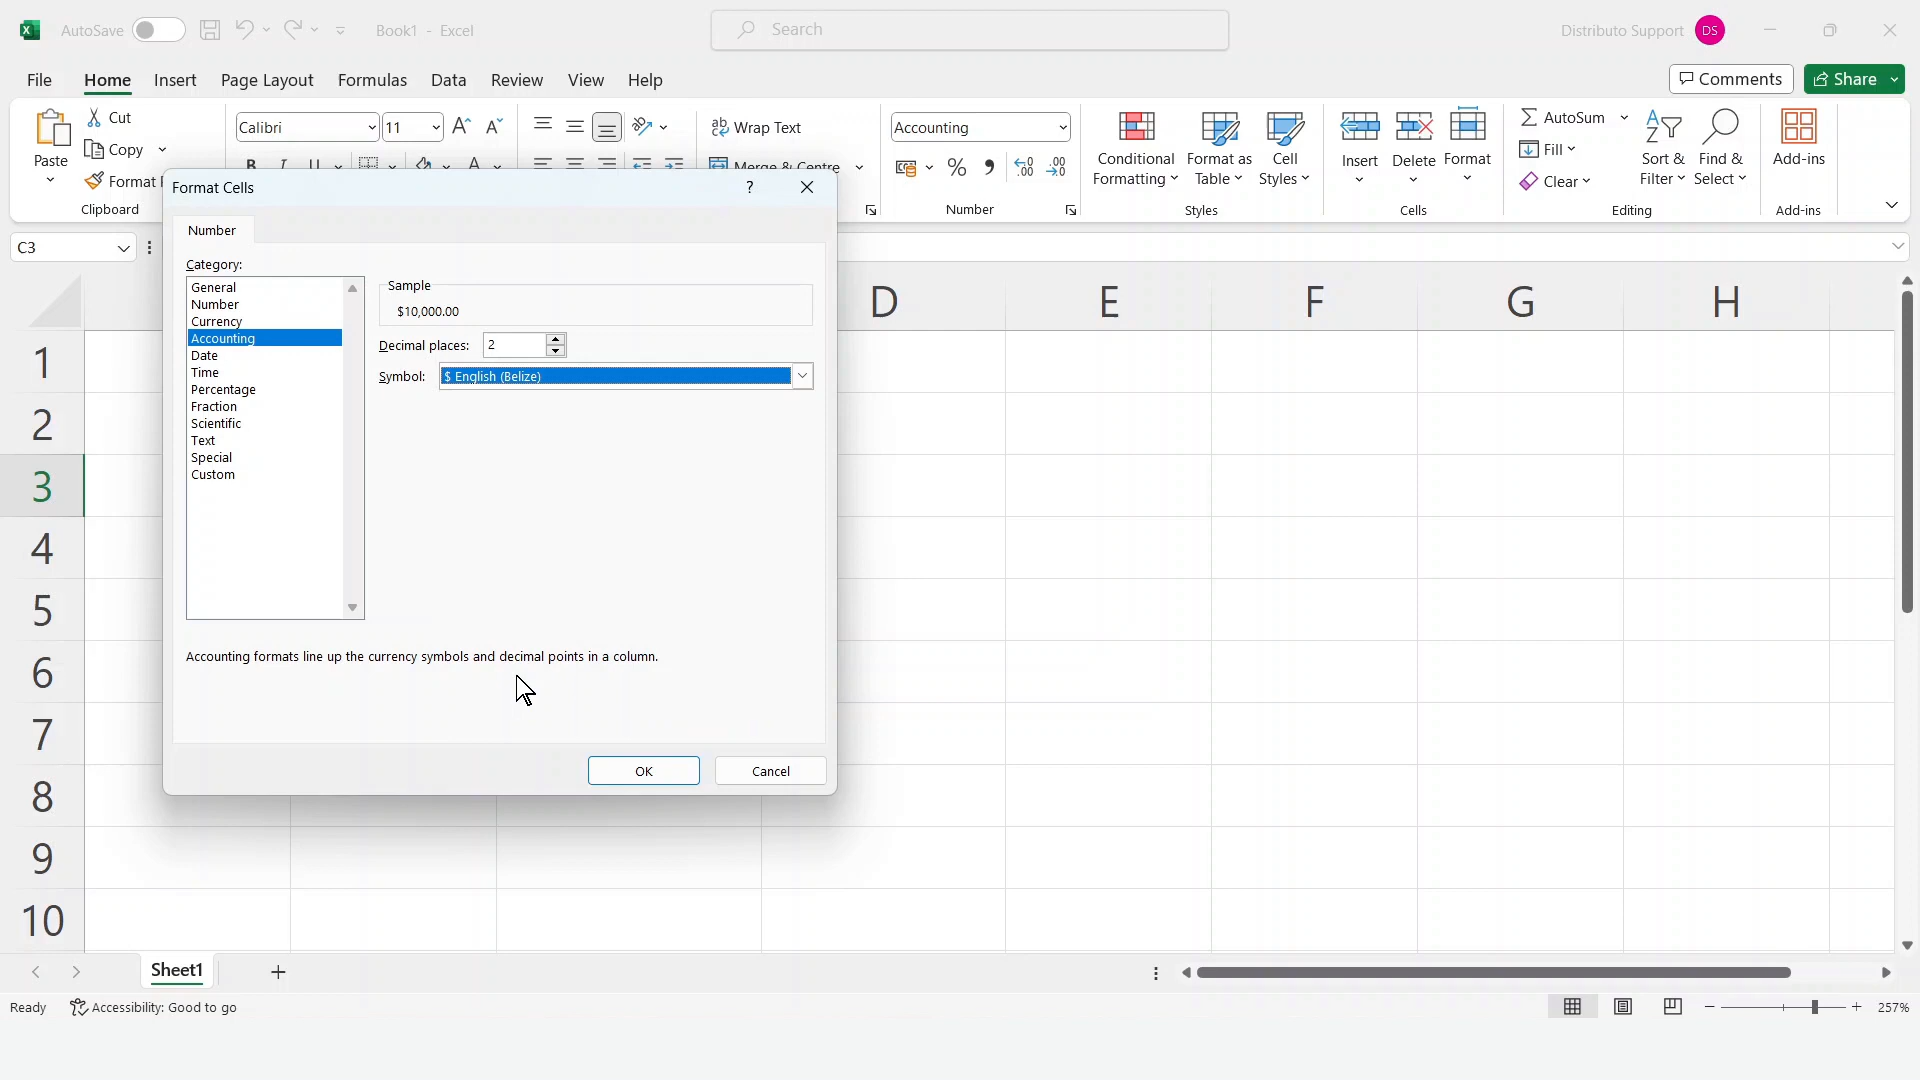 AutoSave
Book1 - Excel
Search
Distributo Support DS
File Home Insert Page Layout Formulas Data Review View Help
Comments
Share
Paste
Cut
Copy
Format
Clipboard
Calibri
11
Wrap Text
Merge & Centre
Accounting
Number
Conditional
Formatting
Format as
Table
Cell
Styles
Styles
Insert
Delete
Format
Cells
AutoSum
Fill
Clear
Sort &
Filter
Find &
Select
Editing
Add-ins
Add-ins
C3
Format Cells
?
Number
Category:
General
Number
Currency
Accounting
Date
Time
Percentage
Fraction
Scientific
Text
Special
Custom
Sample
$10,000.00
Decimal places: 2
Symbol: $ English (Belize)
Accounting formats line up the currency symbols and decimal points in a column.
OK
Cancel
D E F G H
1
2
3
4
5
6
7
8
9
10
Sheet1
Ready
Accessibility: Good to go
257%